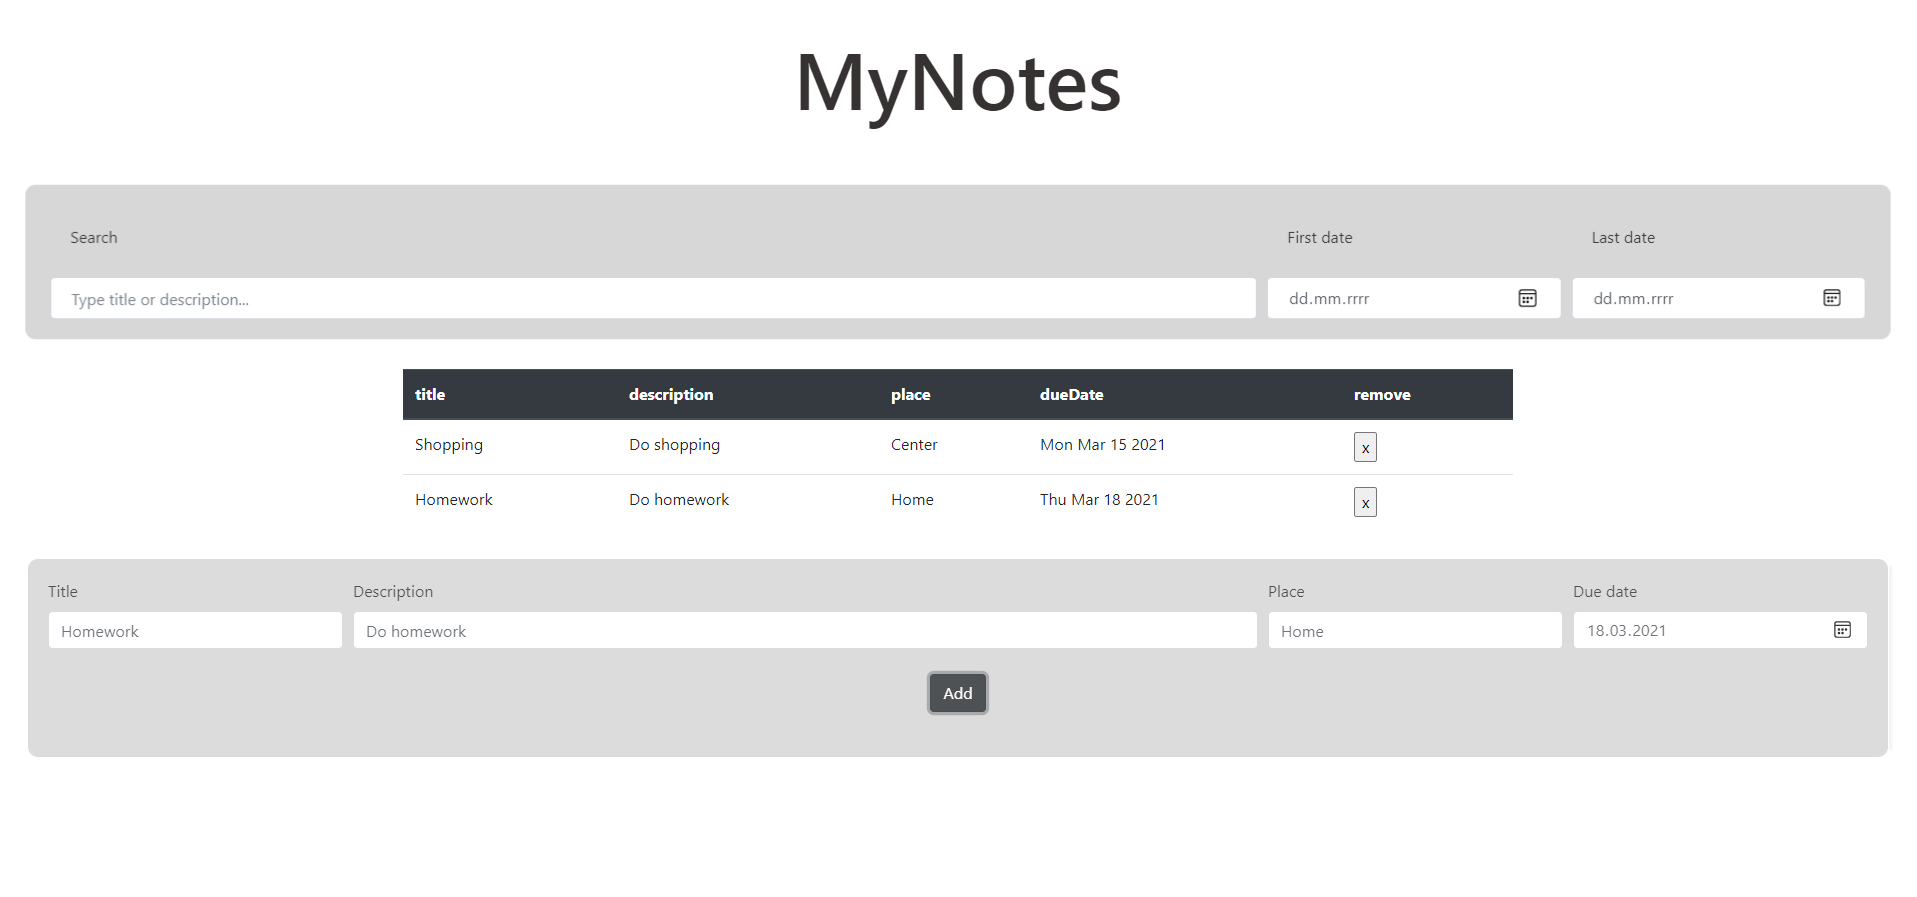 MyNotes
Search First date Last date
Type title or description... dd.mm.rrrr dd.mm.rrrr
title description place dueDate remove
Shopping Do shopping Center Mon Mar 15 2021 x
Homework Do homework Home Thu Mar 18 2021 x
Title Description Place Due date
Homework Do homework Home 18.03.2021
Add